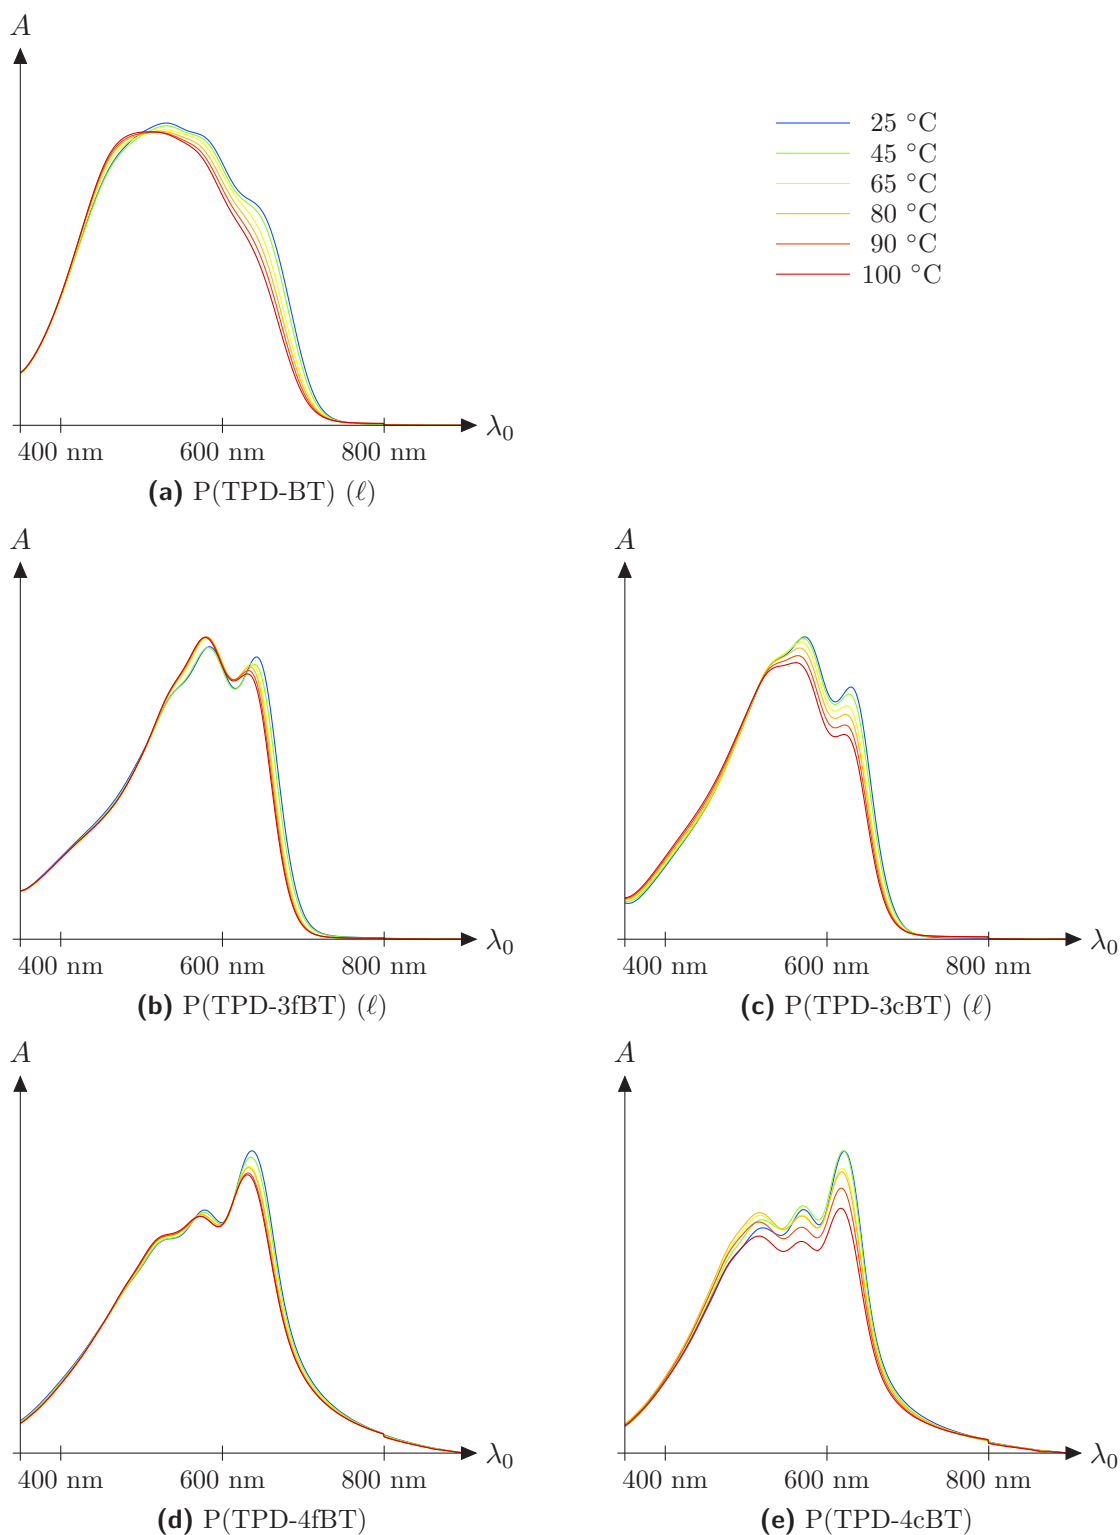 A
25 °C
45 °C
65 °C
80 °C
90 °C
100 °C
λ0
400 nm 600 nm 800 nm
(a) P(TPD-BT) (ℓ)
A
λ0
400 nm 600 nm 800 nm
(b) P(TPD-3fBT) (ℓ)
A
λ0
400 nm 600 nm 800 nm
(c) P(TPD-3cBT) (ℓ)
A
λ0
400 nm 600 nm 800 nm
(d) P(TPD-4fBT)
A
λ0
400 nm 600 nm 800 nm
(e) P(TPD-4cBT)